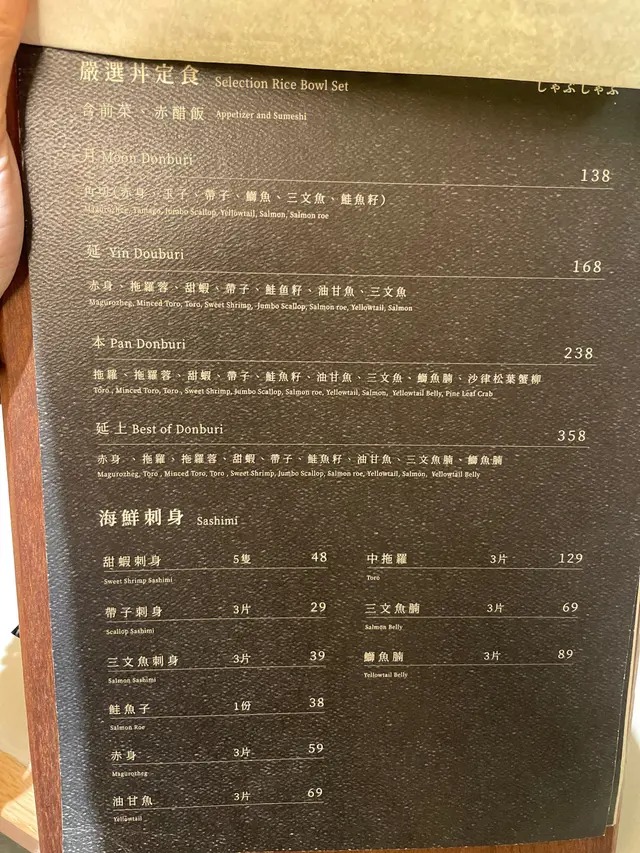 嚴選丼定食 Selection Rice Bowl Set
しゃぶしゃぶ
含前菜、赤醋飯 Appetizer and Sumeshi
月 Moon Donburi 138
角切(赤身、玉子、帶子、鰤魚、三文魚、鮭魚籽)
Magurozheg, Tamago, Jumbo Scallop, Yellowtail, Salmon, Salmon roe
延 Yin Douburi 168
赤身、拖羅蓉、甜蝦、帶子、鮭魚籽、油甘魚、三文魚
Magurozheg, Minced Toro, Toro, Sweet Shrimp, Jumbo Scallop, Salmon roe, Yellowtail, Salmon
本 Pan Donburi 238
拖羅、拖羅蓉、甜蝦、帶子、鮭魚籽、油甘魚、三文魚、鰤魚腩、沙律松葉蟹柳
Toro , Minced Toro, Toro , Sweet Shrimp, Jumbo Scallop, Salmon roe, Yellowtail, Salmon, Yellowtail Belly, Pine Leaf Crab
延上 Best of Donburi 358
赤身、、拖羅、拖羅蓉、甜蝦、帶子、鮭魚籽、油甘魚、三文魚腩、鰤魚腩
Magurozheg, Toro , Minced Toro, Toro , Sweet Shrimp, Jumbo Scallop, Salmon roe, Yellowtail, Salmon, Yellowtail Belly
海鮮刺身 Sashimi
甜蝦刺身 5隻 48
Sweet Shrimp Sashimi
帶子刺身 3片 29
Scallop Sashimi
三文魚刺身 3片 39
Salmon Sashimi
鮭魚子 1份 38
Salmon Roe
赤身 3片 59
Magurozheg
油甘魚 3片 69
Yellowtail
中拖羅 3片 129
Toro
三文魚腩 3片 69
Salmon Belly
鰤魚腩 3片 89
Yellowtail Belly